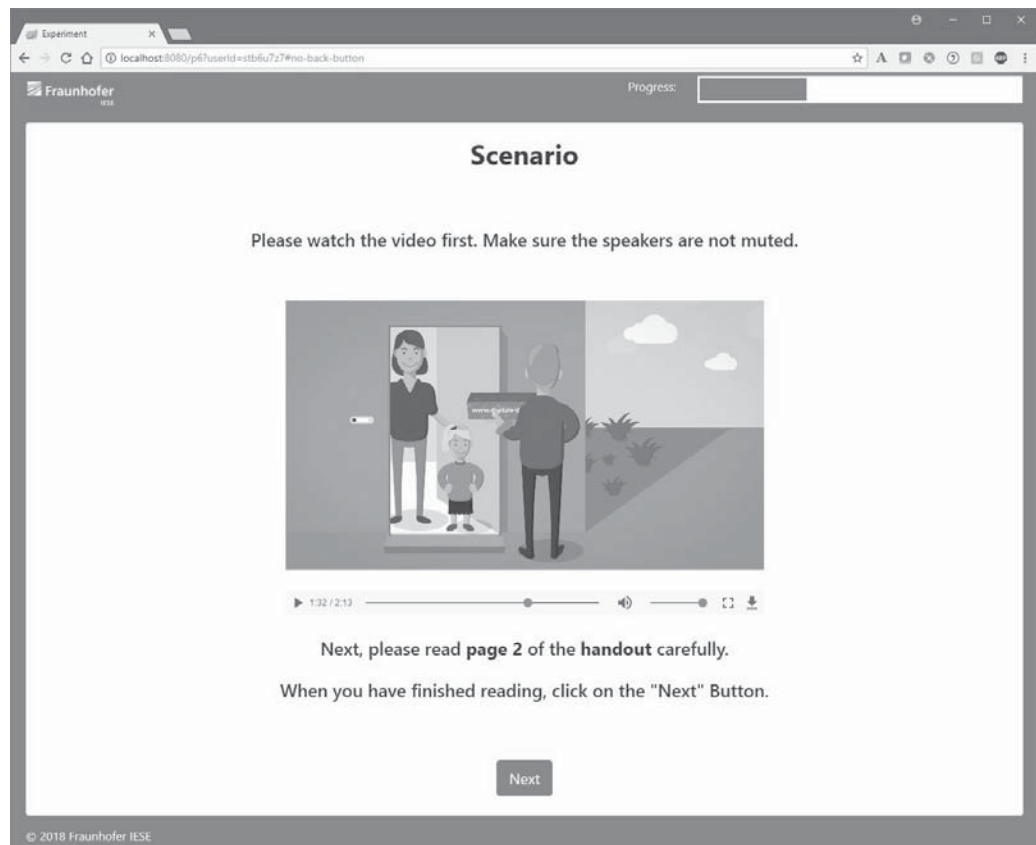 Experiment
localhost:8080/p6?userId=stb6u7z7#no-back-button
Fraunhofer
IESE
Progress:
Scenario
Please watch the video first. Make sure the speakers are not muted.
1:32 / 2:13
Next, please read page 2 of the handout carefully.
When you have finished reading, click on the "Next" Button.
Next
© 2018 Fraunhofer IESE